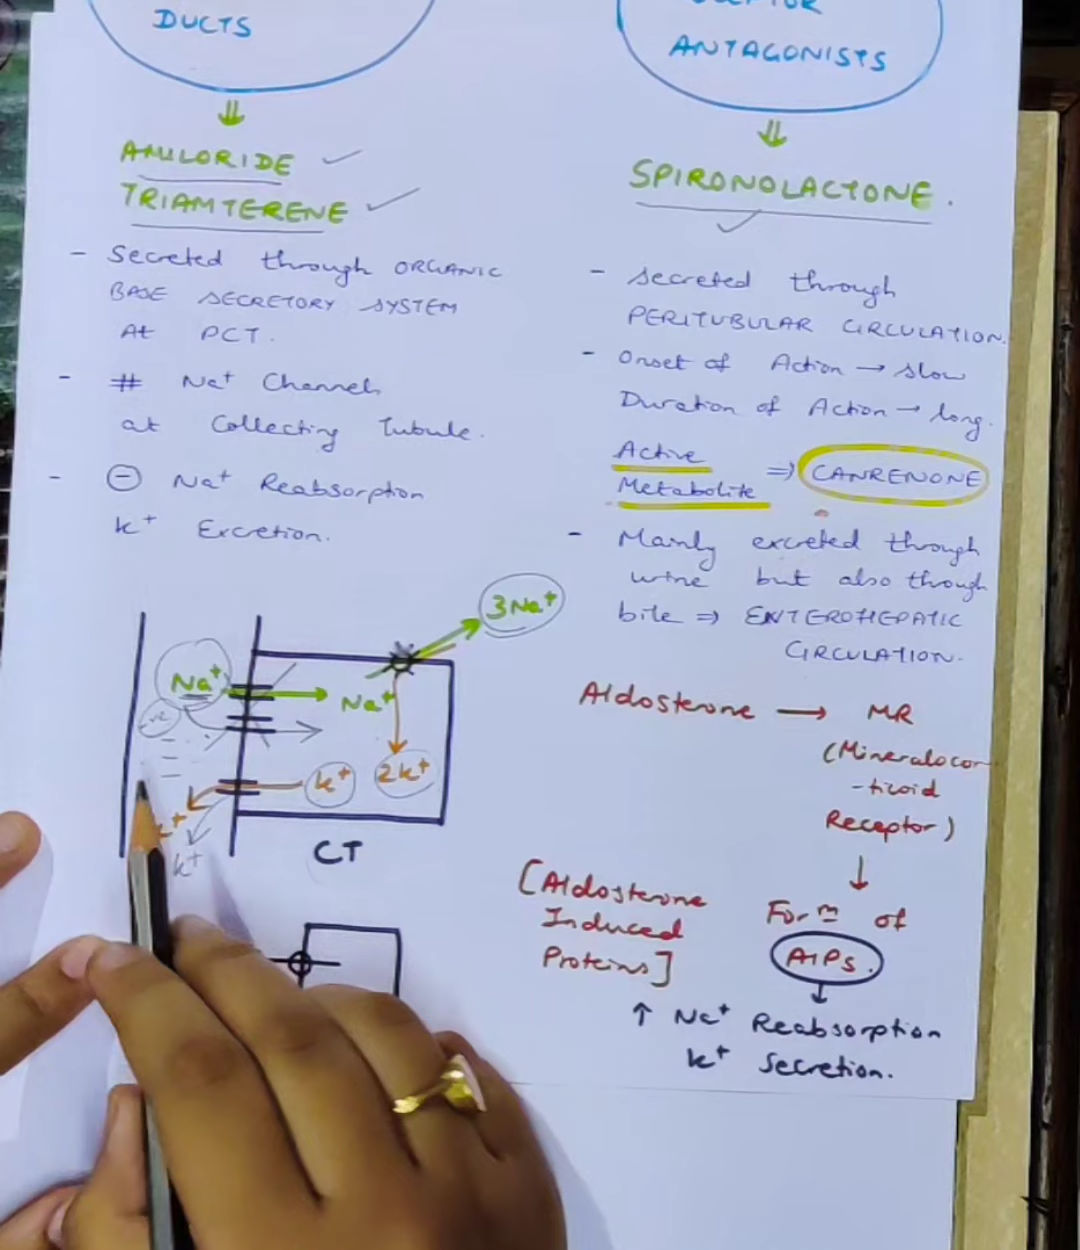 DUCTS
AMILORIDE
TRIAMTERENE
- Secreted through ORGANIC
BASE SECRETORY SYSTEM
At PCT.
- # Na+ Channels
at Collecting Tubule.
- ⊖ Na+ Reabsorption
K+ Excretion.
3Na+
Na+
Na+
-ve
K+
2K+
K+
K+
CT
ANTAGONISTS
SPIRONOLACTONE.
- secreted through
PERITUBULAR CIRCULATION.
- Onset of Action → slow
Duration of Action → long.
Active
Metabolite ⇒ CANRENONE
- Mainly excreted through
urine but also though
bile ⇒ ENTEROHEPATIC
CIRCULATION.
Aldosterone → MR
(Mineralocor
-ticoid
Receptor)
↓
Form of
AIPs.
[Aldosterone
Induced
Proteins]
↓
↑ Na+ Reabsorption
K+ Secretion.